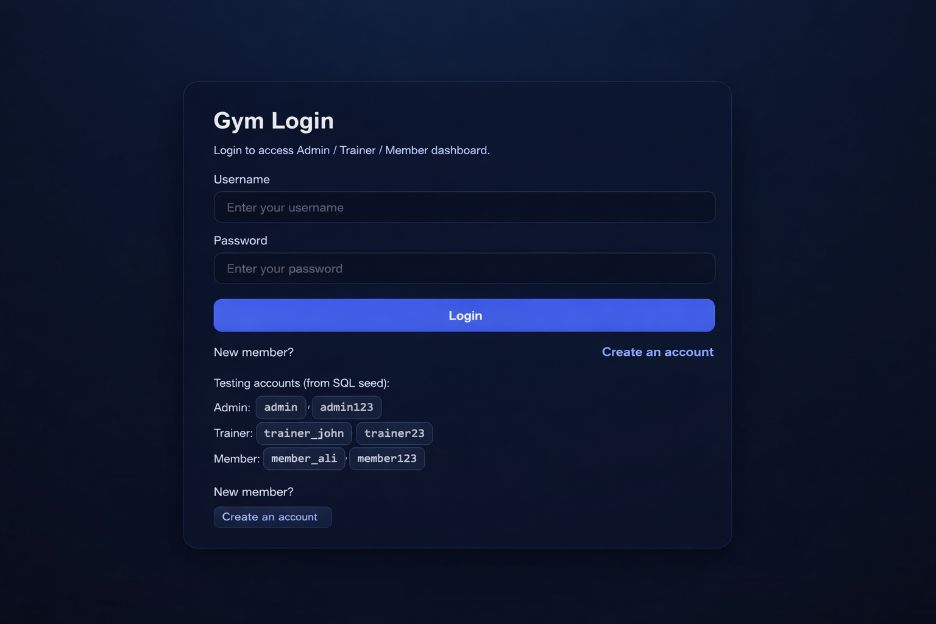 Gym Login
Login to access Admin / Trainer / Member dashboard.
Username
Enter your username
Password
Enter your password
Login
New member? Create an account
Testing accounts (from SQL seed):
Admin: admin / admin123
Trainer: trainer_john trainer23
Member: member_ali / member123
New member?
Create an account